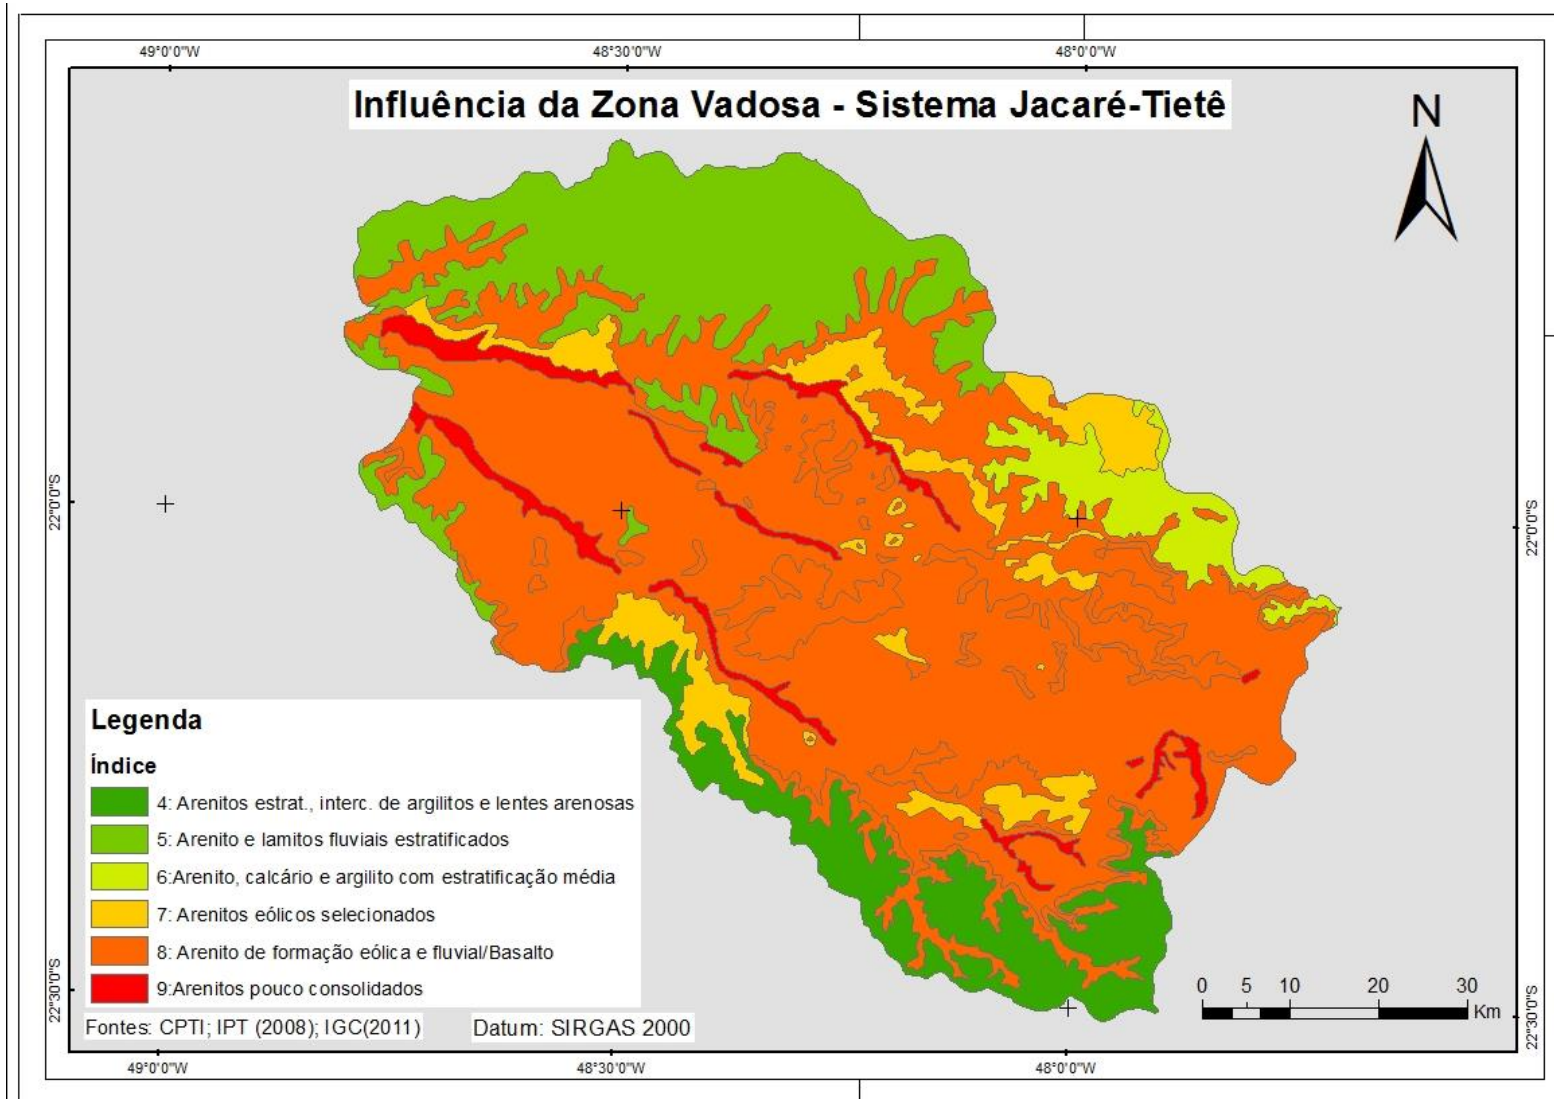 49°0'0"W
48°30'0"W
48°0'0"W
Influência da Zona Vadosa - Sistema Jacaré-Tietê
N
22°0'0"S
22°0'0"S
Legenda
Índice
4: Arenitos estrat., interc. de argilitos e lentes arenosas
5: Arenito e lamitos fluviais estratificados
6:Arenito, calcário e argilito com estratificação média
7: Arenitos eólicos selecionados
8: Arenito de formação eólica e fluvial/Basalto
9:Arenitos pouco consolidados
22°30'0"S
22°30'0"S
0 5 10 20 30
Km
Fontes: CPTI; IPT (2008); IGC(2011) Datum: SIRGAS 2000
49°0'0"W
48°30'0"W
48°0'0"W